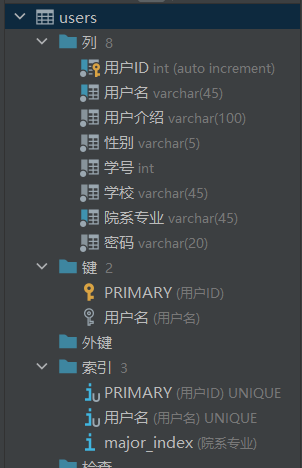 users
列 8
用户ID int (auto increment)
用户名 varchar(45)
用户介绍 varchar(100)
性别 varchar(5)
学号 int
学校 varchar(45)
院系专业 varchar(45)
密码 varchar(20)
键 2
PRIMARY (用户ID)
用户名 (用户名)
外键
索引 3
PRIMARY (用户ID) UNIQUE
用户名 (用户名) UNIQUE
major_index (院系专业)
检查